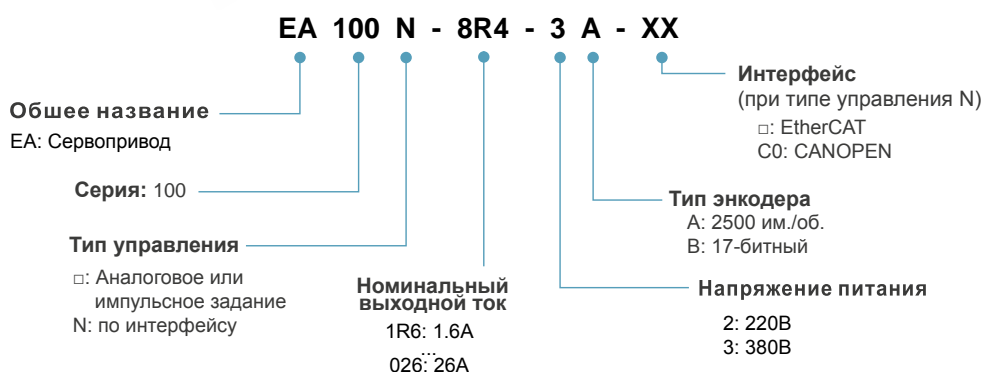 EA 100 N - 8R4 - 3 A - XX
Обшее название
EA: Сервопривод
Серия: 100
Тип управления
□: Аналоговое или
импульсное задание
N: по интерфейсу
Номинальный
выходной ток
1R6: 1.6A
...
026: 26A
Интерфейс
(при типе управления N)
□: EtherCAT
C0: CANOPEN
Тип энкодера
A: 2500 им./об.
B: 17-битный
Напряжение питания
2: 220В
3: 380В